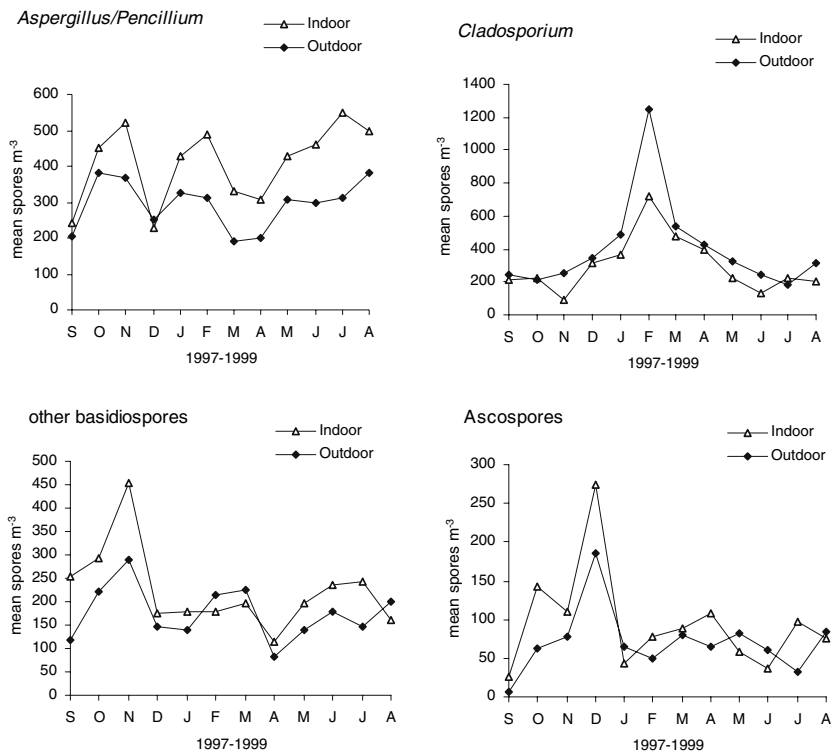 Aspergillus/Pencillium
Indoor
Outdoor
600
500
400
300
200
100
0
mean spores m-3
S O N D J F M A M J J A
1997-1999
Cladosporium
Indoor
Outdoor
1400
1200
1000
800
600
400
200
0
mean spores m-3
S O N D J F M A M J J A
1997-1999
other basidiospores
Indoor
Outdoor
500
450
400
350
300
250
200
150
100
50
0
mean spores m-3
S O N D J F M A M J J A
1997-1999
Ascospores
Indoor
Outdoor
300
250
200
150
100
50
0
mean spores m-3
S O N D J F M A M J J A
1997-1999